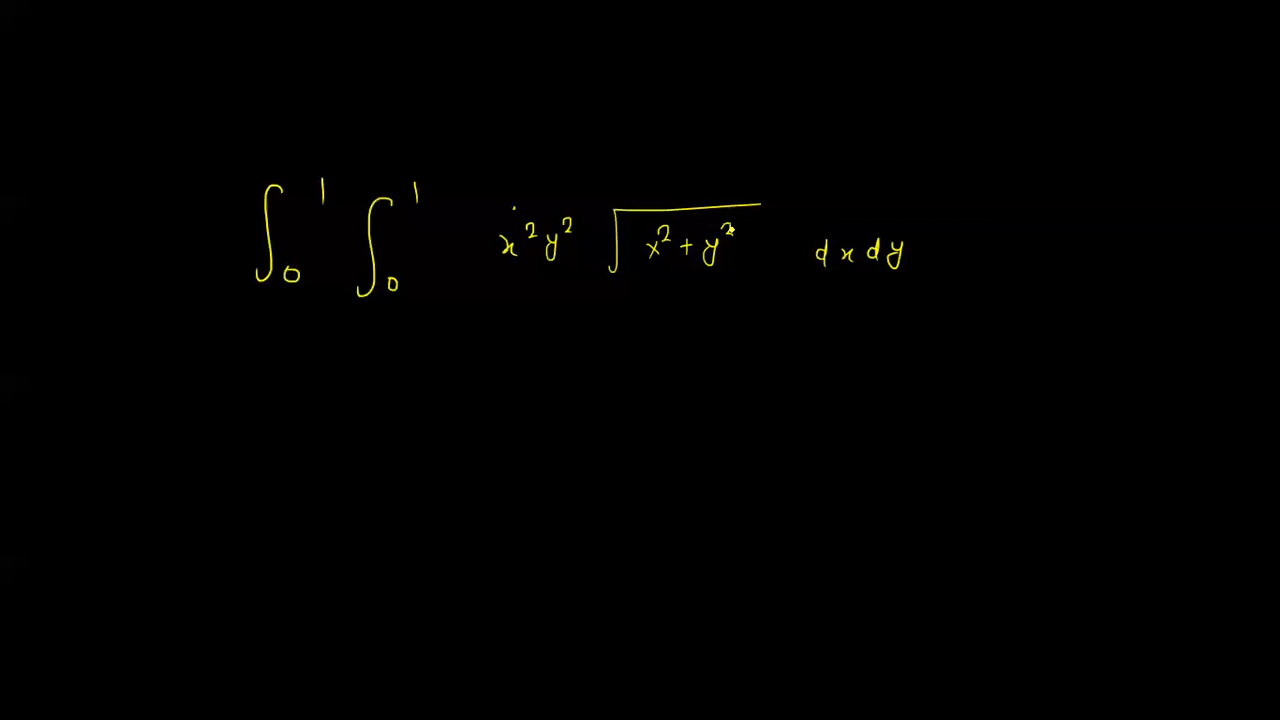 ∫₀¹ ∫₀¹ x²y² √(x²+y²) dx dy